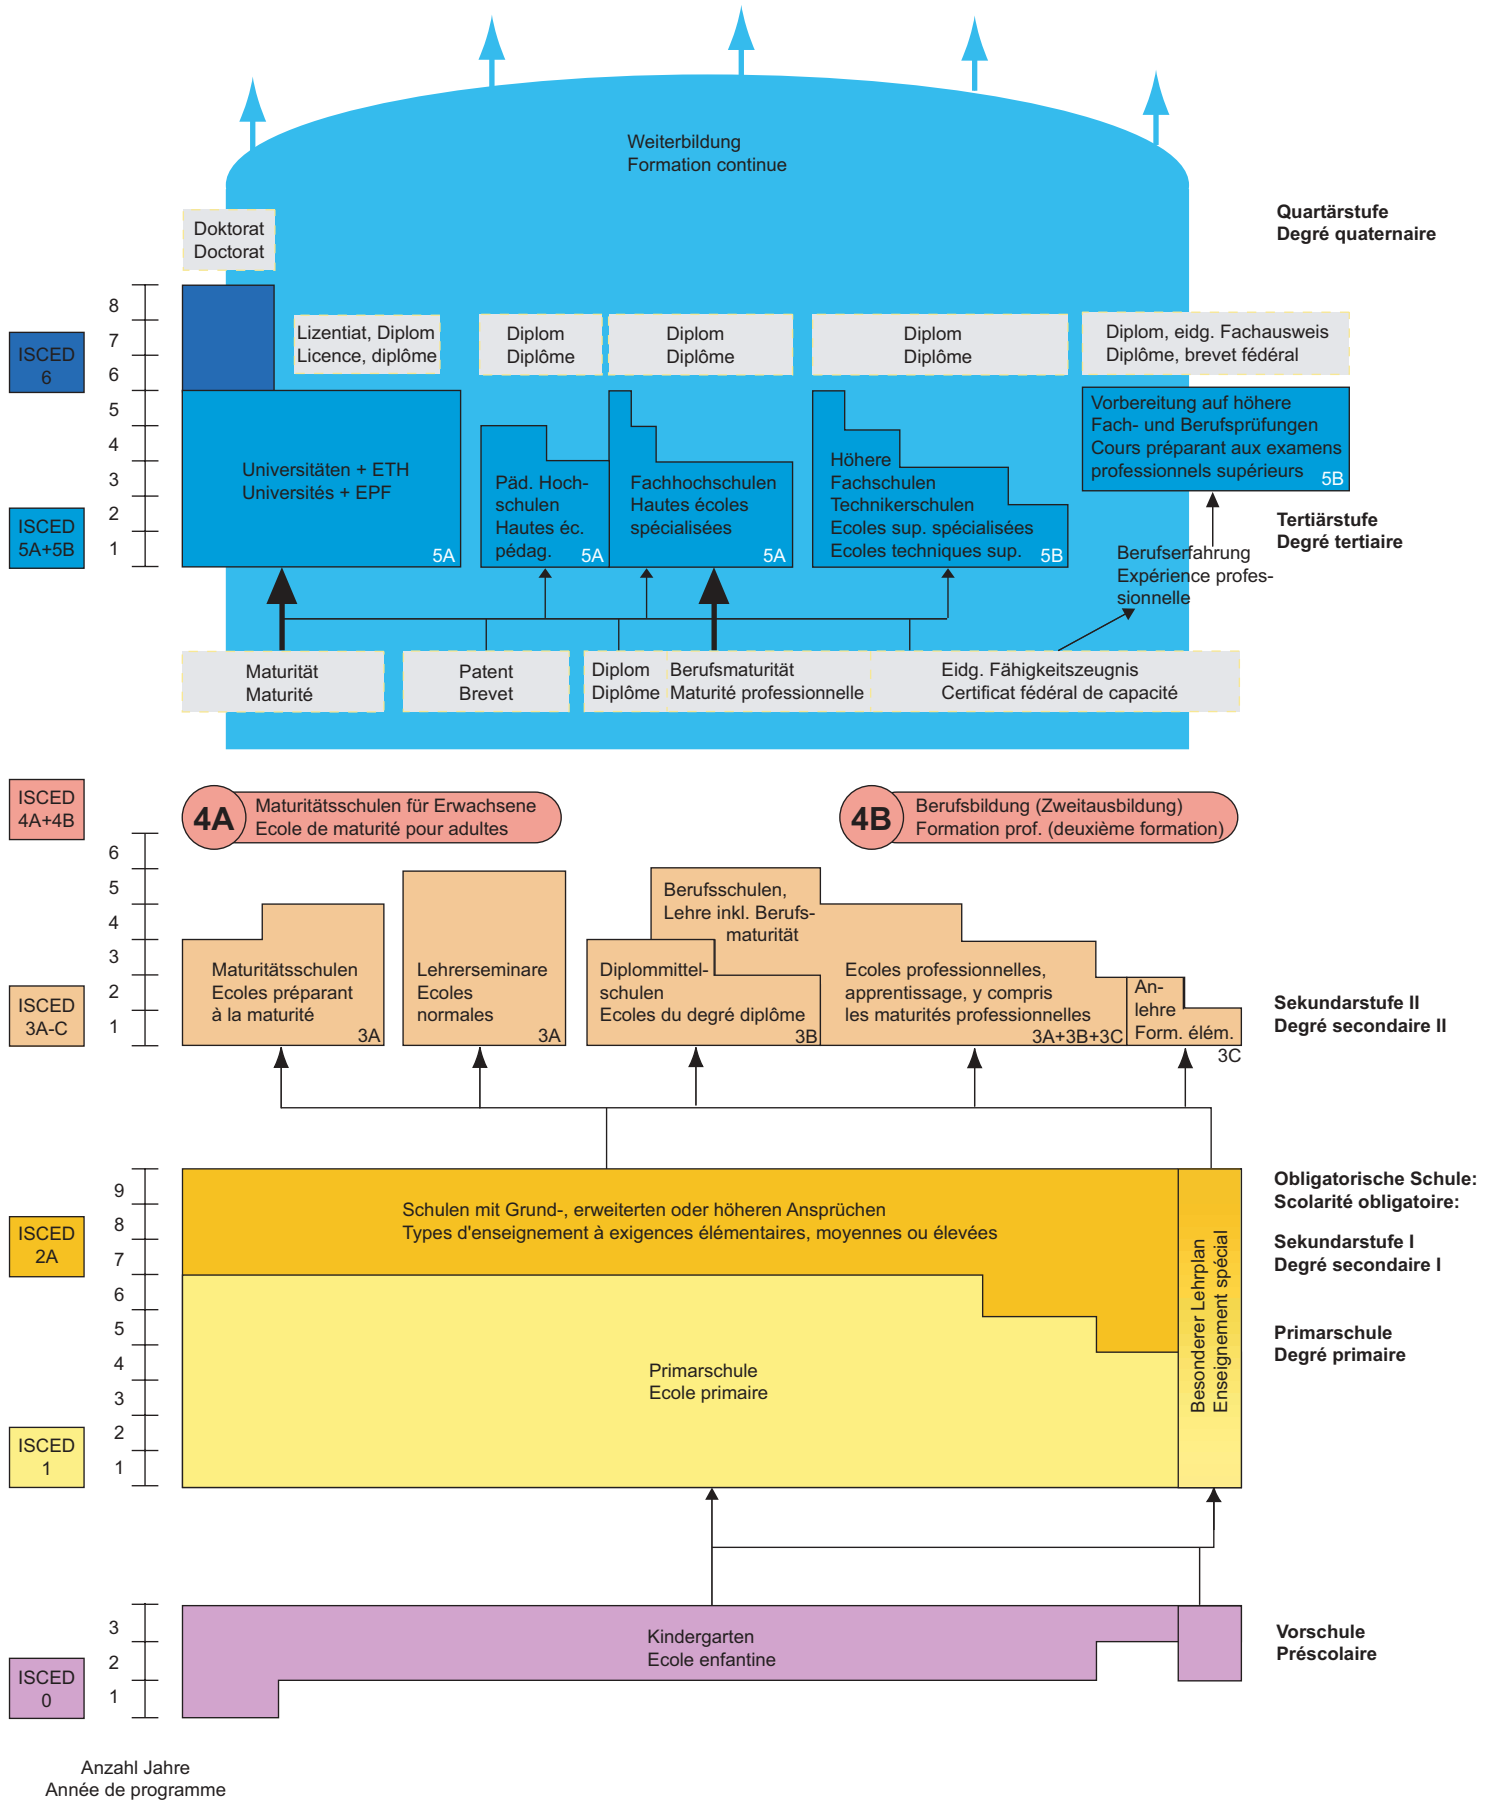 Weiterbildung
Formation continue
Quartärstufe
Degré quaternaire
Doktorat
Doctorat
8
7
6
5
4
3
2
1
ISCED
6
Lizentiat, Diplom
Licence, diplôme
Diplom
Diplôme
Diplom
Diplôme
Diplom
Diplôme
Diplom, eidg. Fachausweis
Diplôme, brevet fédéral
ISCED
5A+5B
Universitäten + ETH
Universités + EPF
5A
Päd. Hoch-
schulen
Hautes éc.
pédag.
5A
Fachhochschulen
Hautes écoles
spécialisées
5A
Höhere
Fachschulen
Technikerschulen
Ecoles sup. spécialisées
Ecoles techniques sup.
5B
Vorbereitung auf höhere
Fach- und Berufsprüfungen
Cours préparant aux examens
professionnels supérieurs
5B
Tertiärstufe
Degré tertiaire
Berufserfahrung
Expérience profes-
sionnelle
Maturität
Maturité
Patent
Brevet
Diplom
Diplôme
Berufsmaturität
Maturité professionnelle
Eidg. Fähigkeitszeugnis
Certificat fédéral de capacité
ISCED
4A+4B
4A
Maturitätsschulen für Erwachsene
Ecole de maturité pour adultes
4B
Berufsbildung (Zweitausbildung)
Formation prof. (deuxième formation)
6
5
4
3
2
1
ISCED
3A-C
Maturitätsschulen
Ecoles préparant
à la maturité
3A
Lehrerseminare
Ecoles
normales
3A
Berufsschulen,
Lehre inkl. Berufs-
maturität
Diplommittel-
schulen
Ecoles du degré diplôme
3B
Ecoles professionnelles,
apprentissage, y compris
les maturités professionnelles
3A+3B+3C
An-
lehre
Form. élém.
3C
Sekundarstufe II
Degré secondaire II
9
8
7
6
5
4
3
2
1
ISCED
2A
Schulen mit Grund-, erweiterten oder höheren Ansprüchen
Types d'enseignement à exigences élémentaires, moyennes ou élevées
Besonderer Lehrplan
Enseignement spécial
Obligatorische Schule:
Scolarité obligatoire:
Sekundarstufe I
Degré secondaire I
Primarschule
Degré primaire
Primarschule
Ecole primaire
ISCED
1
3
2
1
ISCED
0
Kindergarten
Ecole enfantine
Vorschule
Préscolaire
Anzahl Jahre
Année de programme